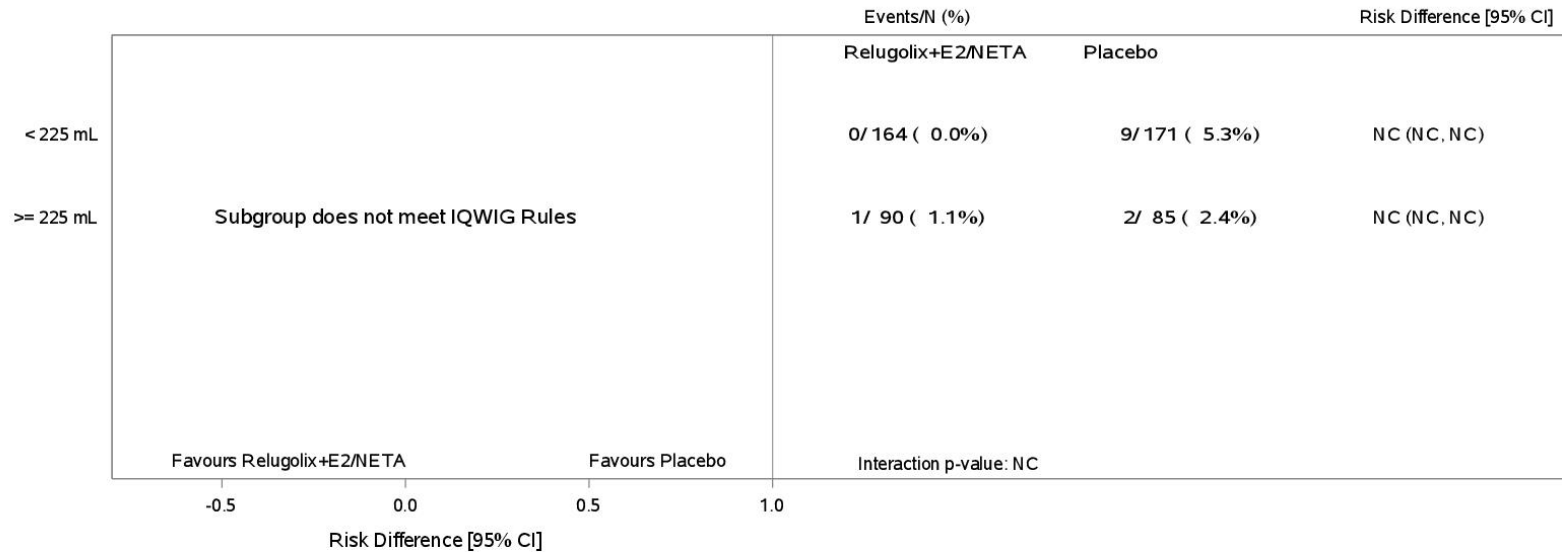 Events/N (%) Risk Difference [95% CI]
Relugolix+E2/NETA Placebo
< 225 mL 0/ 164 ( 0.0%) 9/ 171 ( 5.3%) NC (NC, NC)
>= 225 mL Subgroup does not meet IQWIG Rules 1/ 90 ( 1.1%) 2/ 85 ( 2.4%) NC (NC, NC)
Favours Relugolix+E2/NETA Favours Placebo Interaction p-value: NC
-0.5 0.0 0.5 1.0
Risk Difference [95% CI]